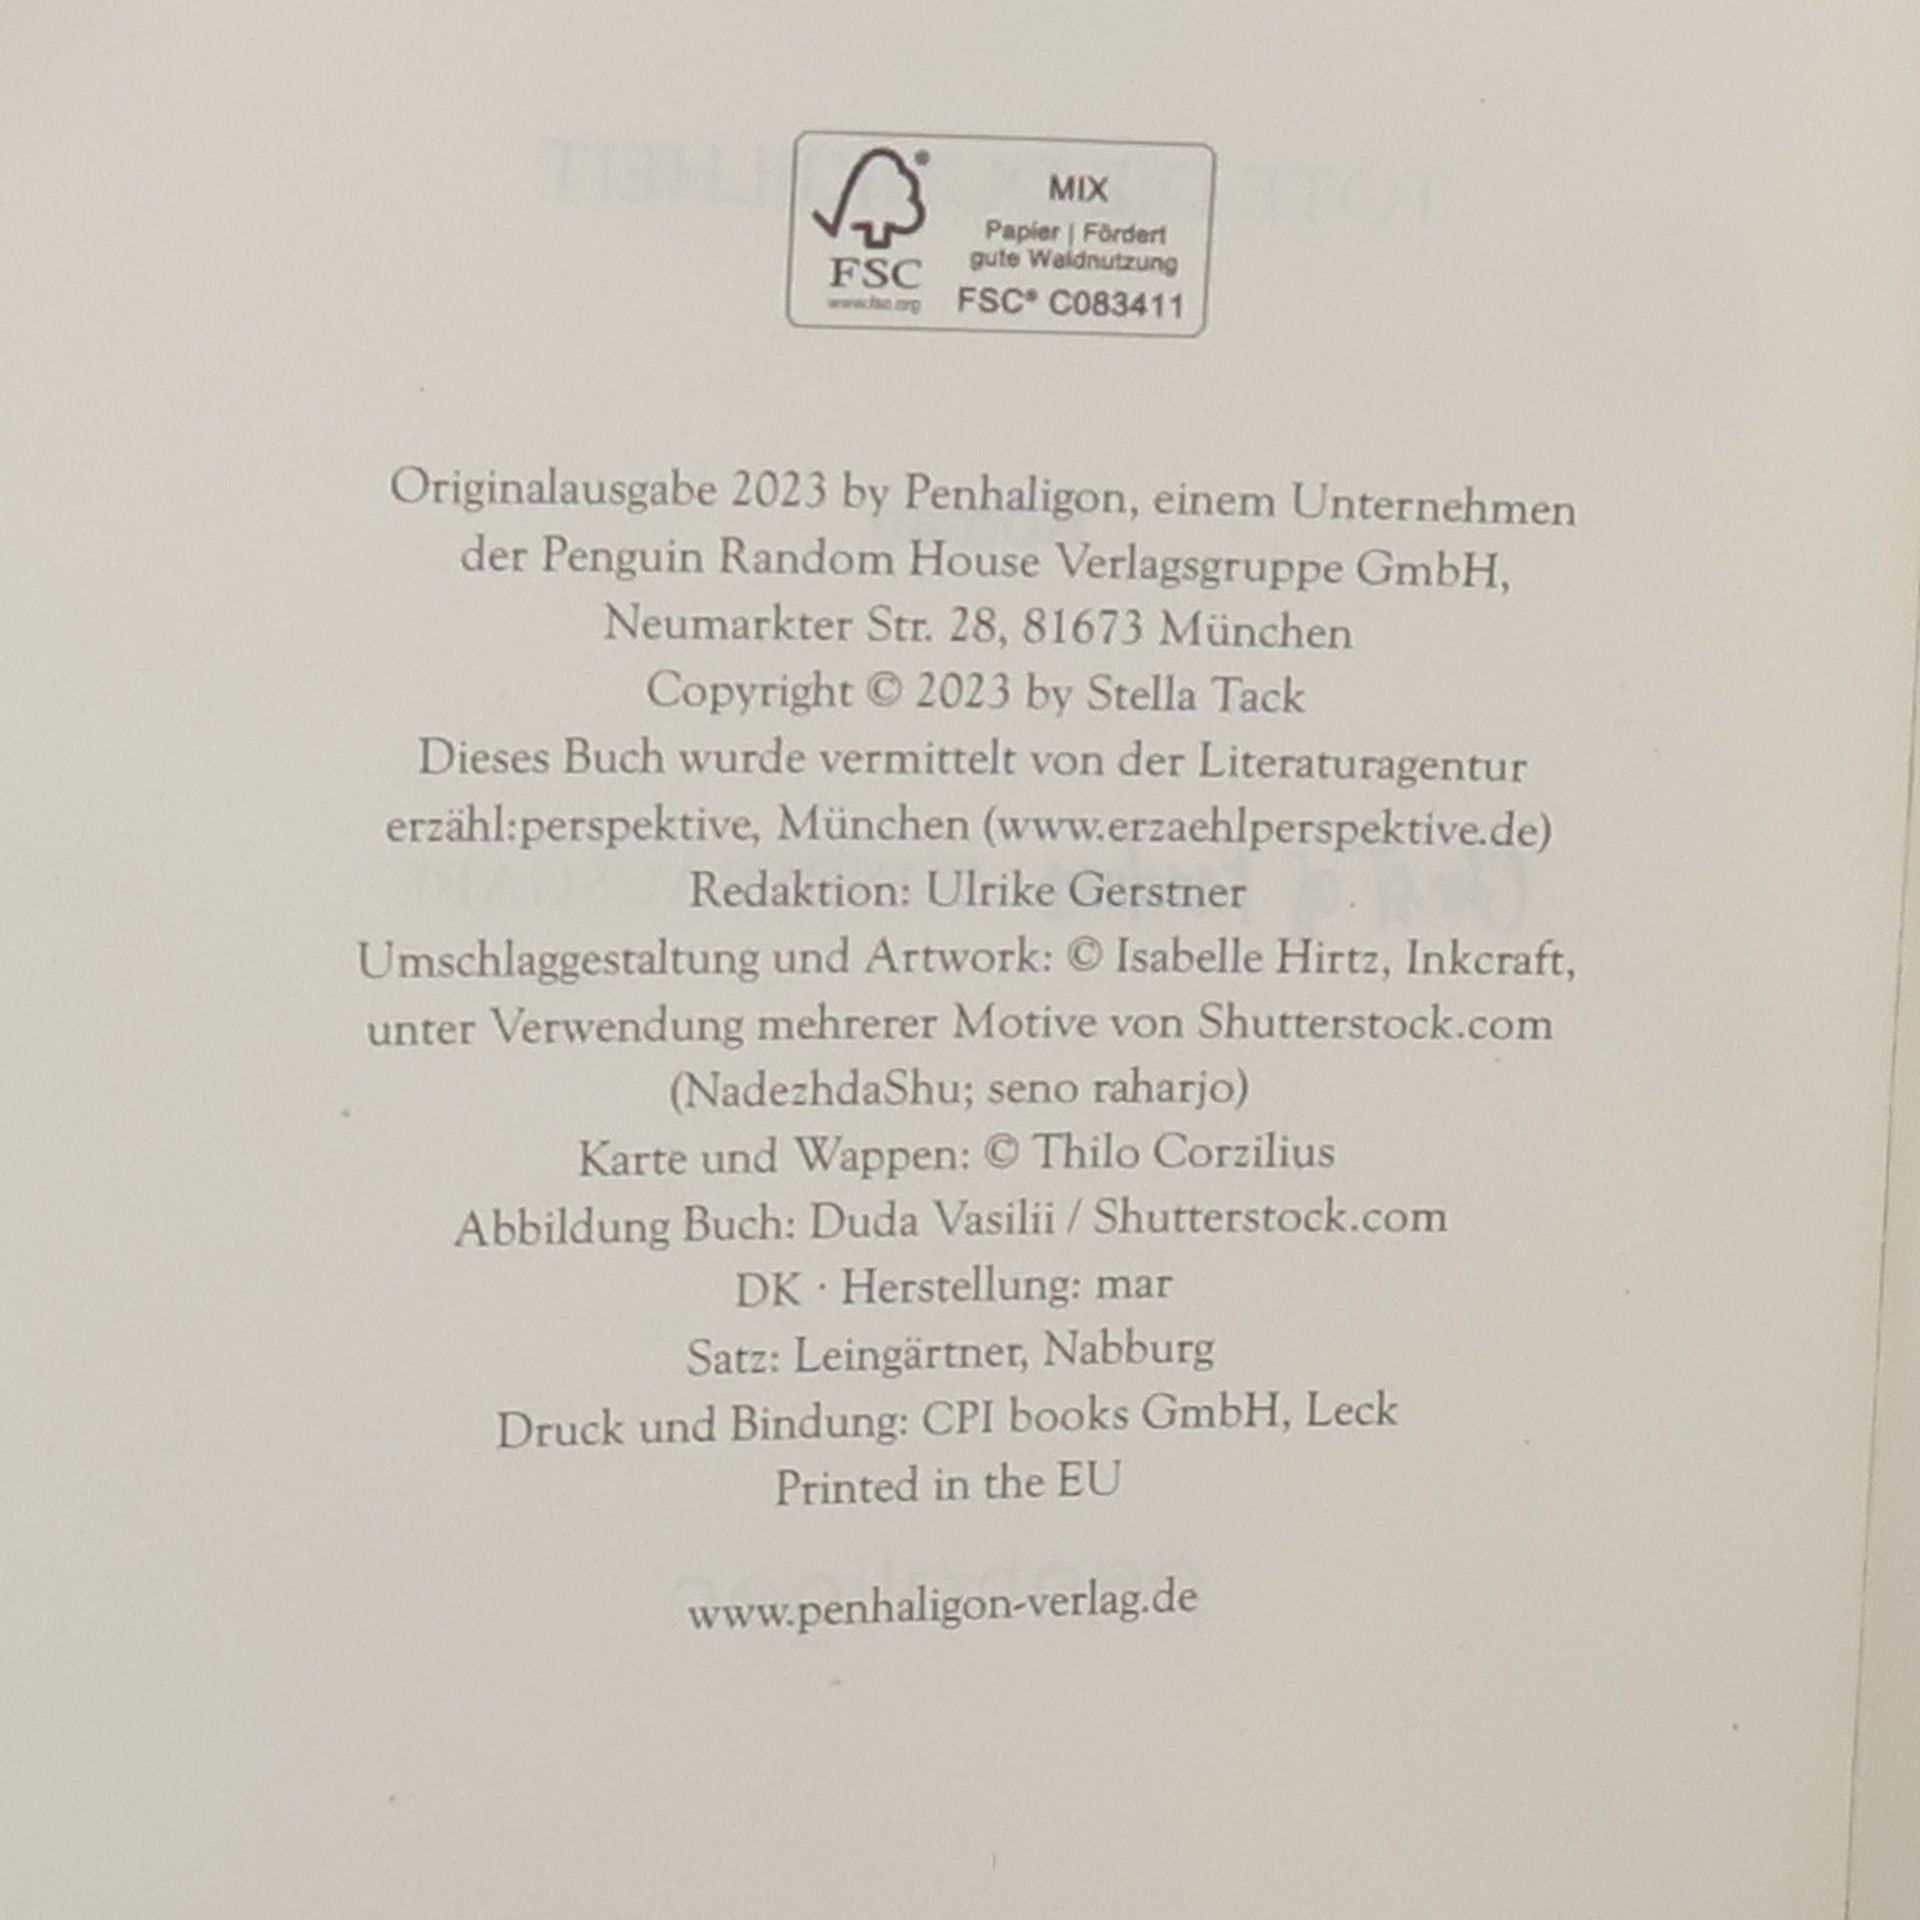 MIX
Papier | Fördert
gute Waldnutzung
FSC® C083411
FSC
www.fsc.org
Originalausgabe 2023 by Penhaligon, einem Unternehmen
der Penguin Random House Verlagsgruppe GmbH,
Neumarkter Str. 28, 81673 München
Copyright © 2023 by Stella Tack
Dieses Buch wurde vermittelt von der Literaturagentur
erzähl:perspektive, München (www.erzaehlperspektive.de)
Redaktion: Ulrike Gerstner
Umschlaggestaltung und Artwork: © Isabelle Hirtz, Inkcraft,
unter Verwendung mehrerer Motive von Shutterstock.com
(NadezhdaShu; seno raharjo)
Karte und Wappen: © Thilo Corzilius
Abbildung Buch: Duda Vasilii / Shutterstock.com
DK · Herstellung: mar
Satz: Leingärtner, Nabburg
Druck und Bindung: CPI books GmbH, Leck
Printed in the EU
www.penhaligon-verlag.de